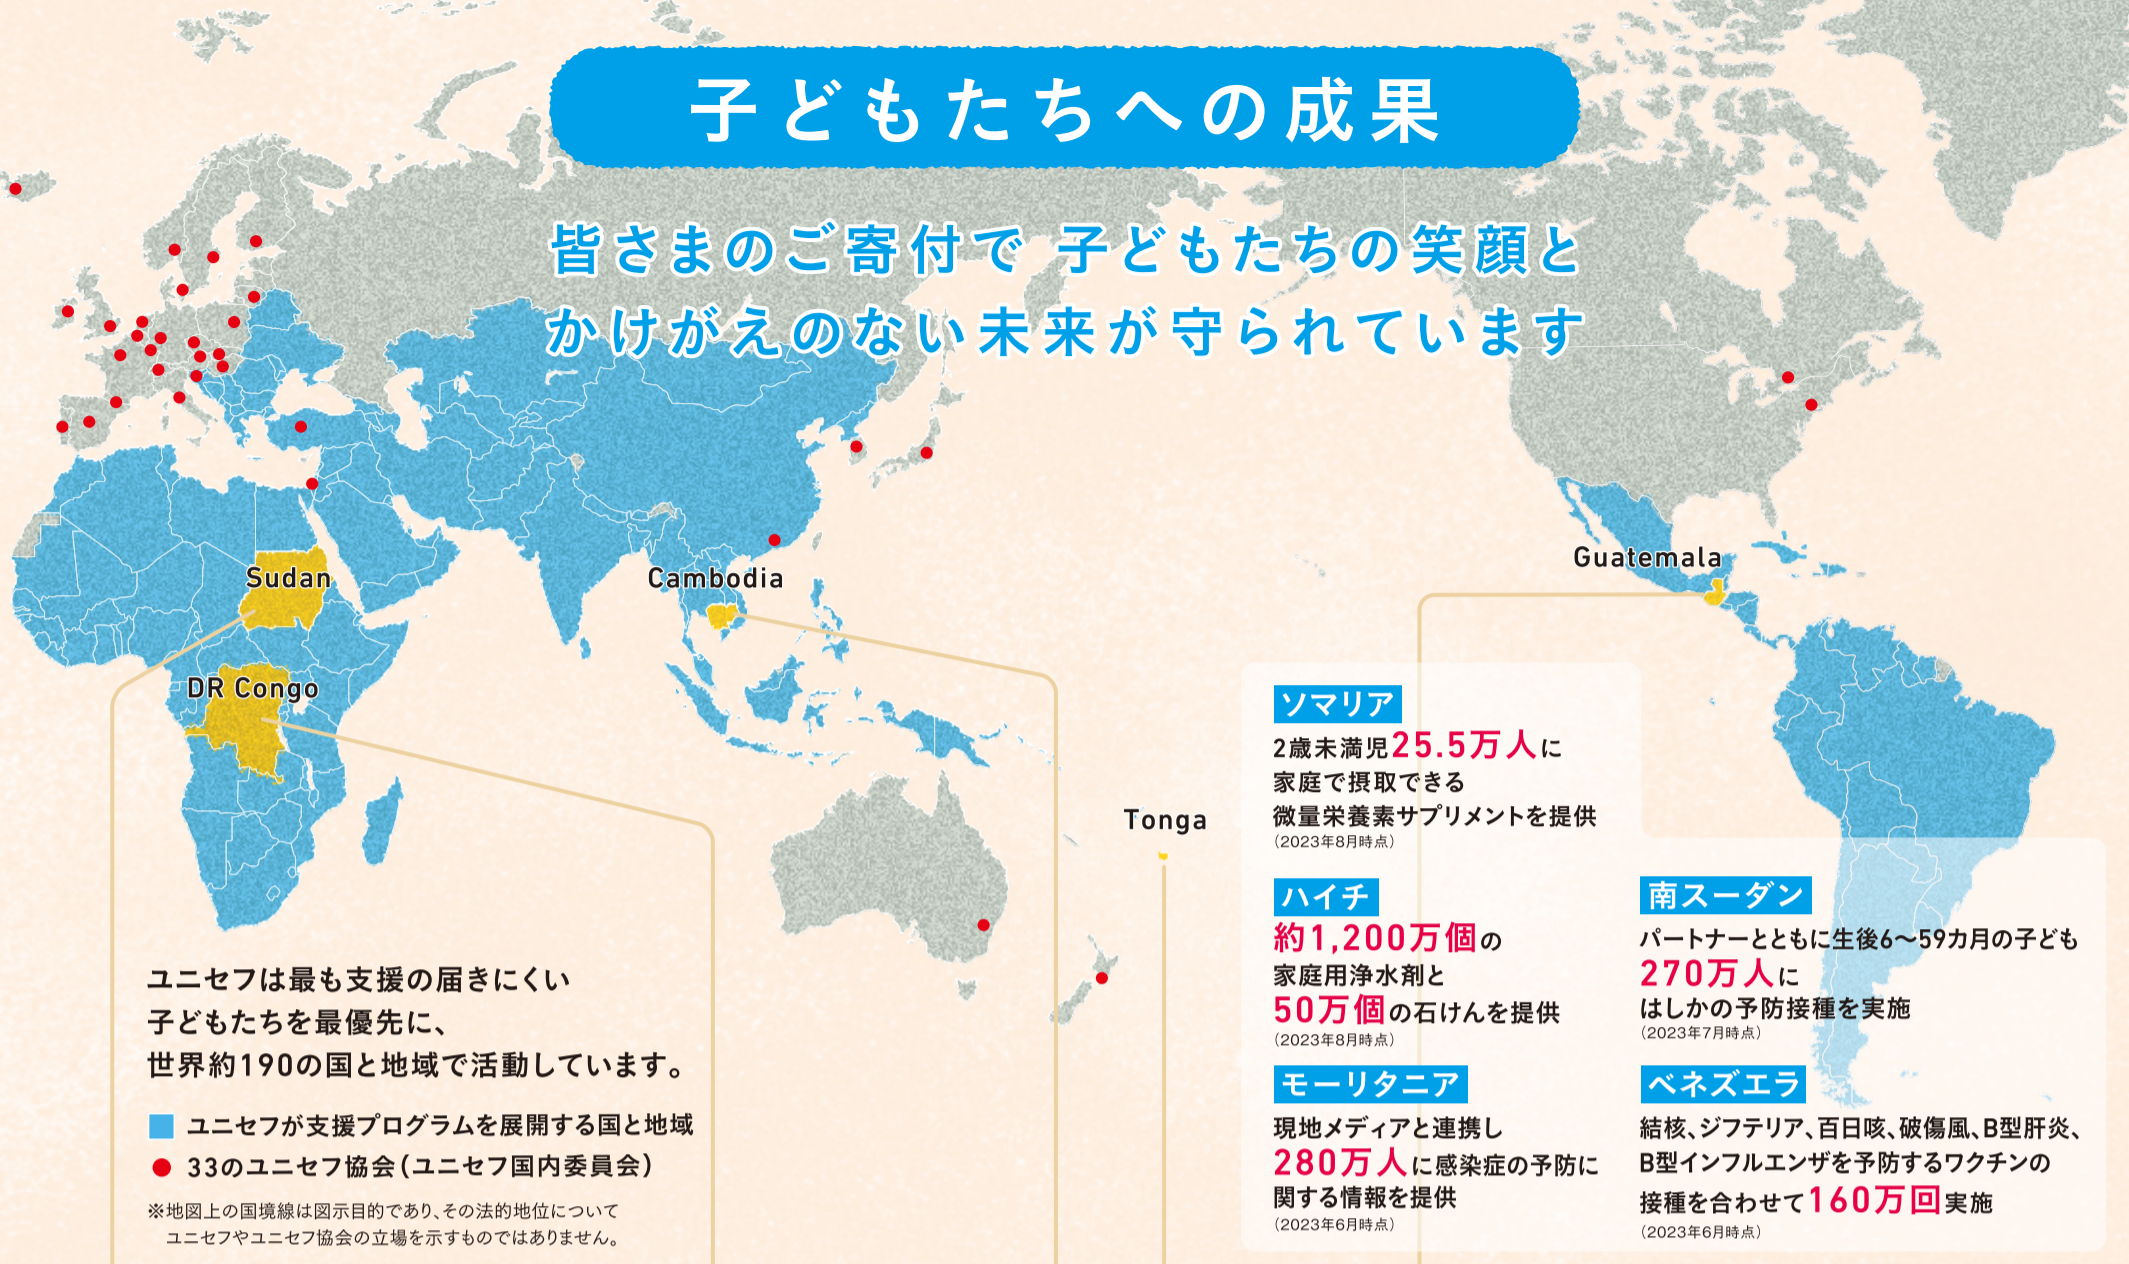 子どもたちへの成果
皆さまのご寄付で 子どもたちの笑顔と
かけがえのない未来が守られています
Sudan
DR Congo
Cambodia
Tonga
Guatemala
ユニセフは最も支援の届きにくい
子どもたちを最優先に、
世界約190の国と地域で活動しています。
ユニセフが支援プログラムを展開する国と地域
33のユニセフ協会(ユニセフ国内委員会)
※地図上の国境線は図示目的であり、その法的地位について
ユニセフやユニセフ協会の立場を示すものではありません。
ソマリア
2歳未満児25.5万人に
家庭で摂取できる
微量栄養素サプリメントを提供
(2023年8月時点)
ハイチ
約1,200万個の
家庭用浄水剤と
50万個の石けんを提供
(2023年8月時点)
モーリタニア
現地メディアと連携し
280万人に感染症の予防に
関する情報を提供
(2023年6月時点)
南スーダン
パートナーとともに生後6〜59カ月の子ども
270万人に
はしかの予防接種を実施
(2023年7月時点)
ベネズエラ
結核、ジフテリア、百日咳、破傷風、B型肝炎、
B型インフルエンザを予防するワクチンの
接種を合わせて160万回実施
(2023年6月時点)